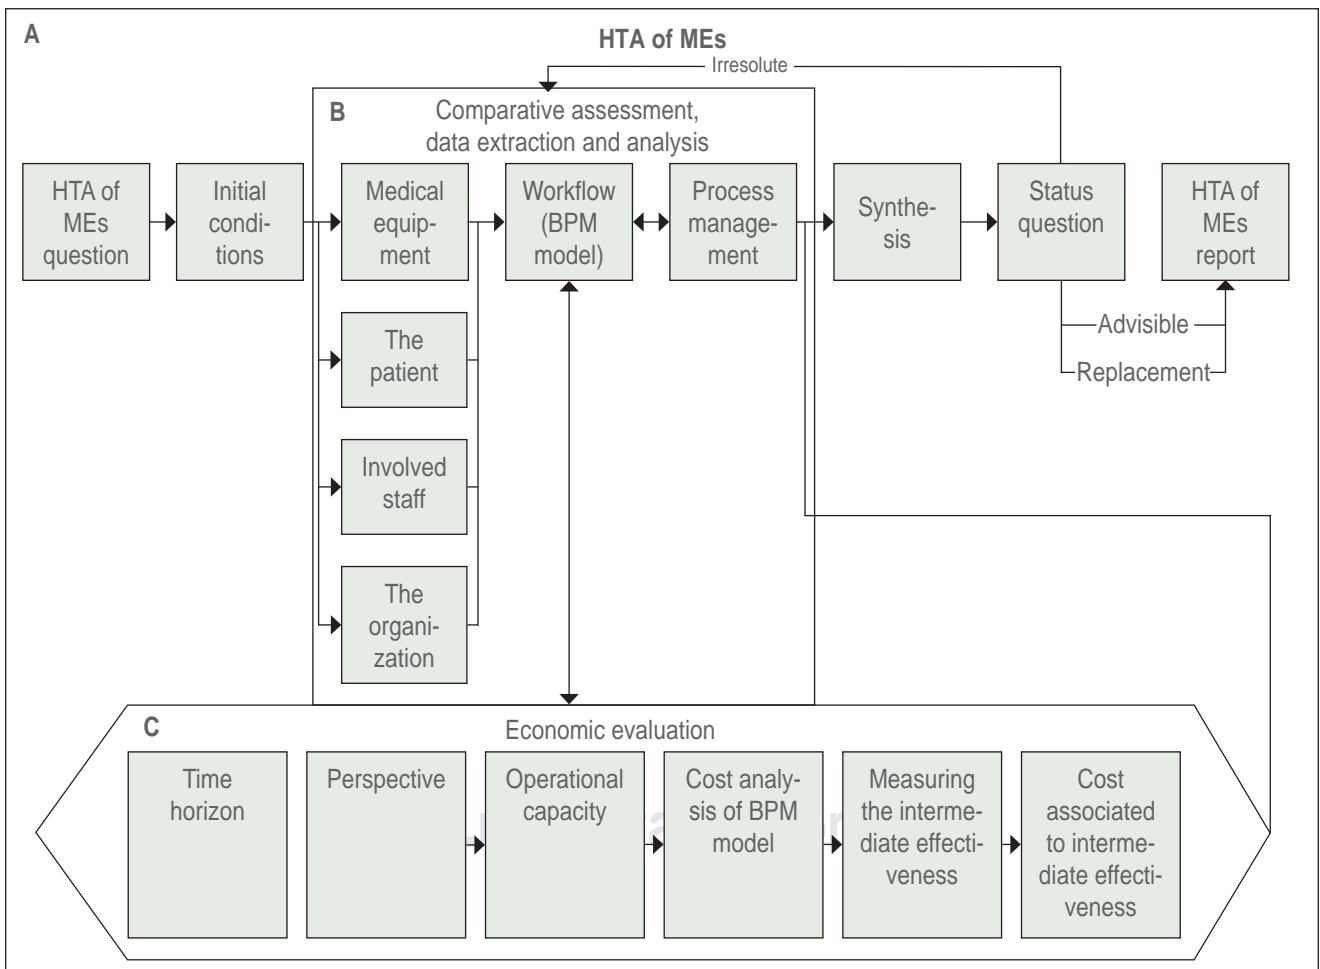 A
HTA of MEs
Irresolute
B
Comparative assessment,
data extraction and analysis
HTA of
MEs
question
Initial
condi-
tions
Medical
equip-
ment
Workflow
(BPM
model)
Process
manage-
ment
Synthe-
sis
Status
question
HTA of
MEs
report
The
patient
Advisible
Replacement
Involved
staff
The
organi-
zation
C
Economic evaluation
Time
horizon
Perspective
Operational
capacity
Cost analy-
sis of BPM
model
Measuring
the interme-
diate effecti-
veness
Cost
associated
to interme-
diate effecti-
veness